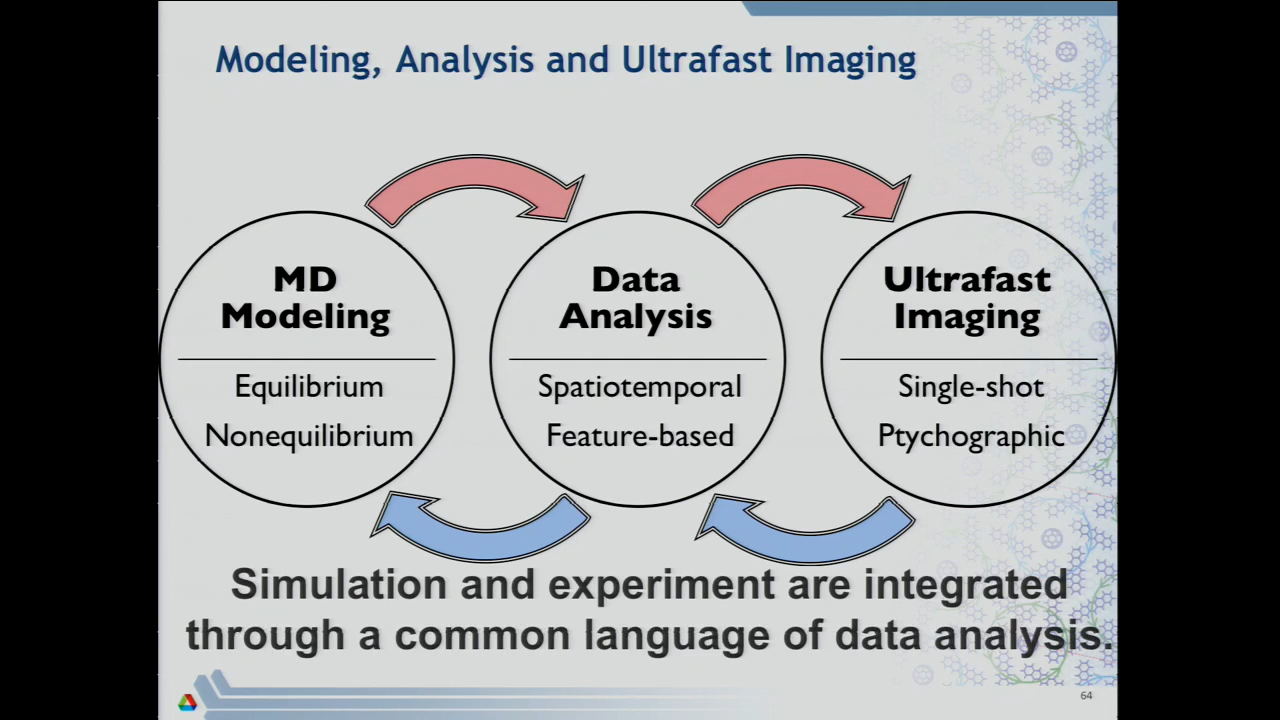 Modeling, Analysis and Ultrafast Imaging
MD
Modeling
Equilibrium
Nonequilibrium
Data
Analysis
Spatiotemporal
Feature-based
Ultrafast
Imaging
Single-shot
Ptychographic
Simulation and experiment are integrated
through a common language of data analysis.
64